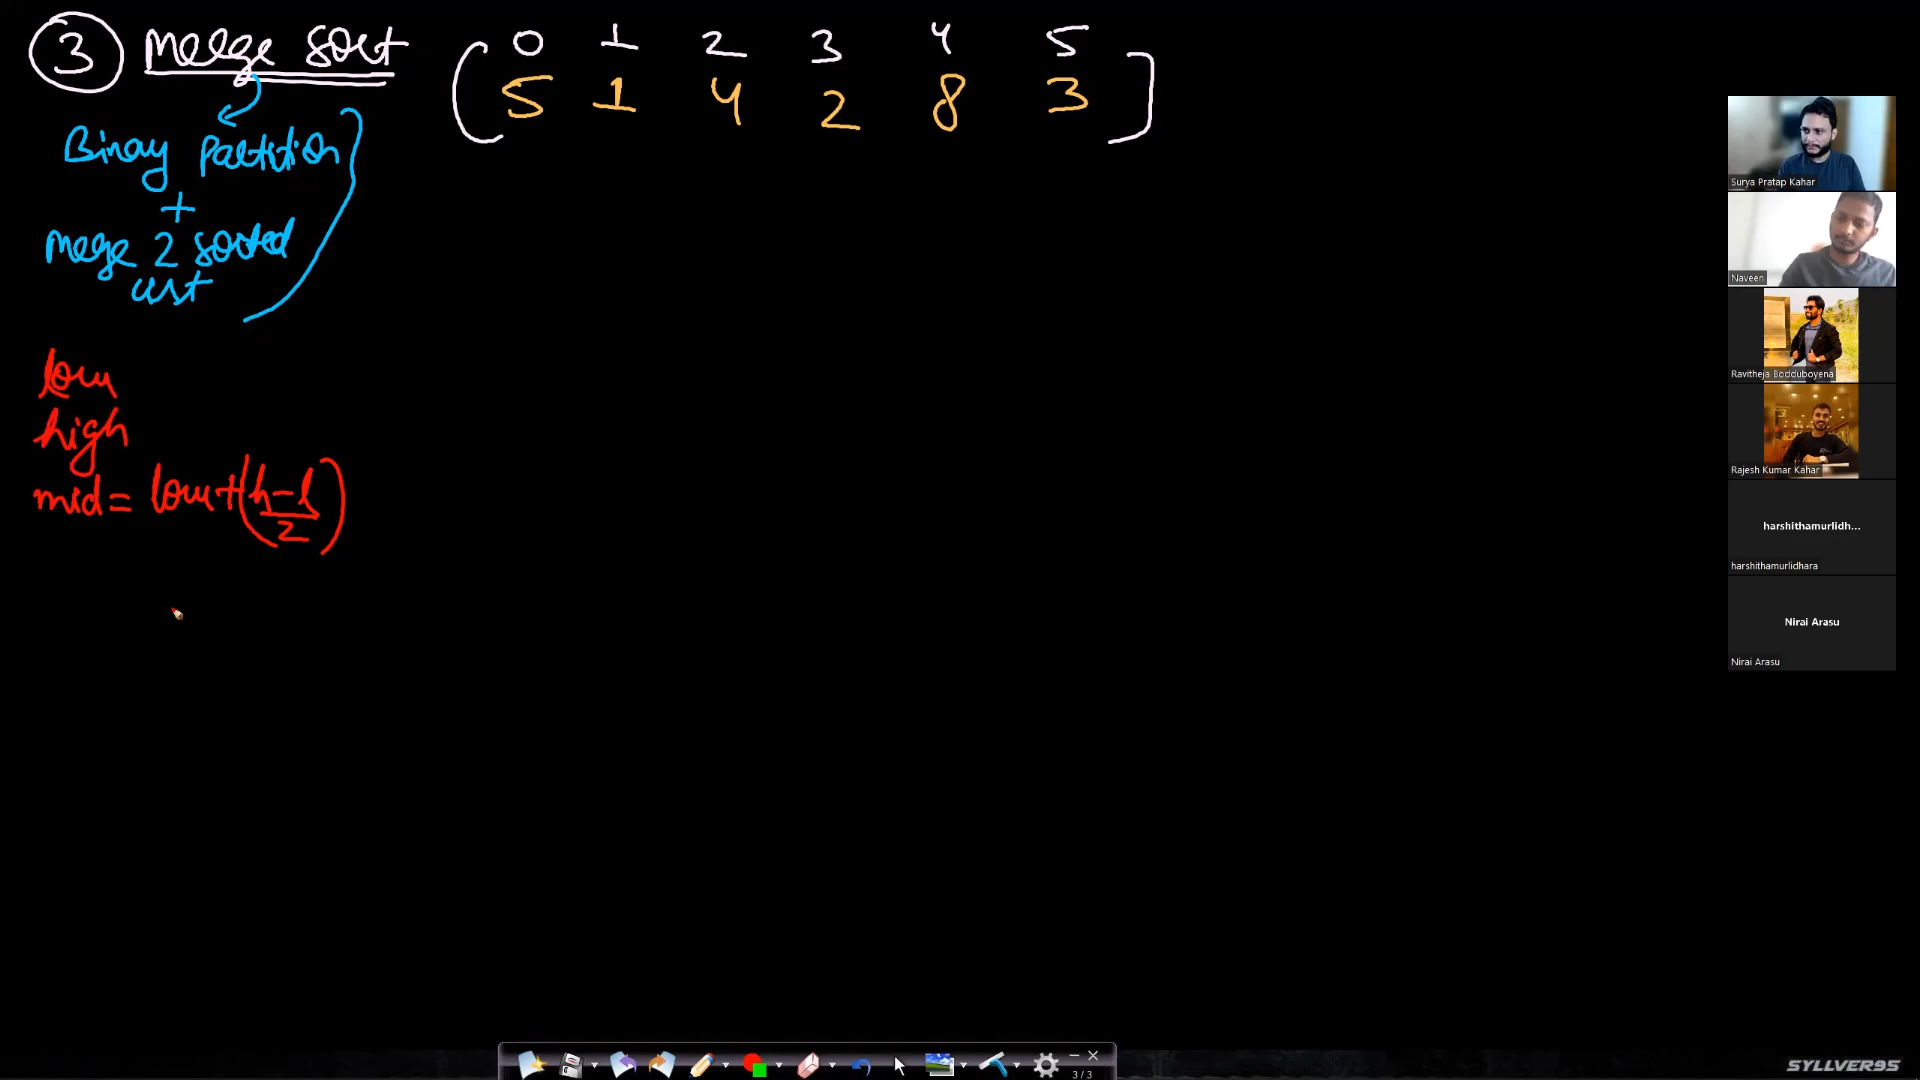 3 Merge sort
0 1 2 3 4 5
[5 1 4 2 8 3]
Binary Partition
+
Merge 2 sorted
list
low
high
mid = low + (h-l/2)
Surya Pratap Kahar
Naveen
Ravitheja Bodduboyena
Rajesh Kumar Kahar
harshithamurlidh...
harshithamurlidhara
Nirai Arasu
Nirai Arasu
3 / 3
SYLLVER95